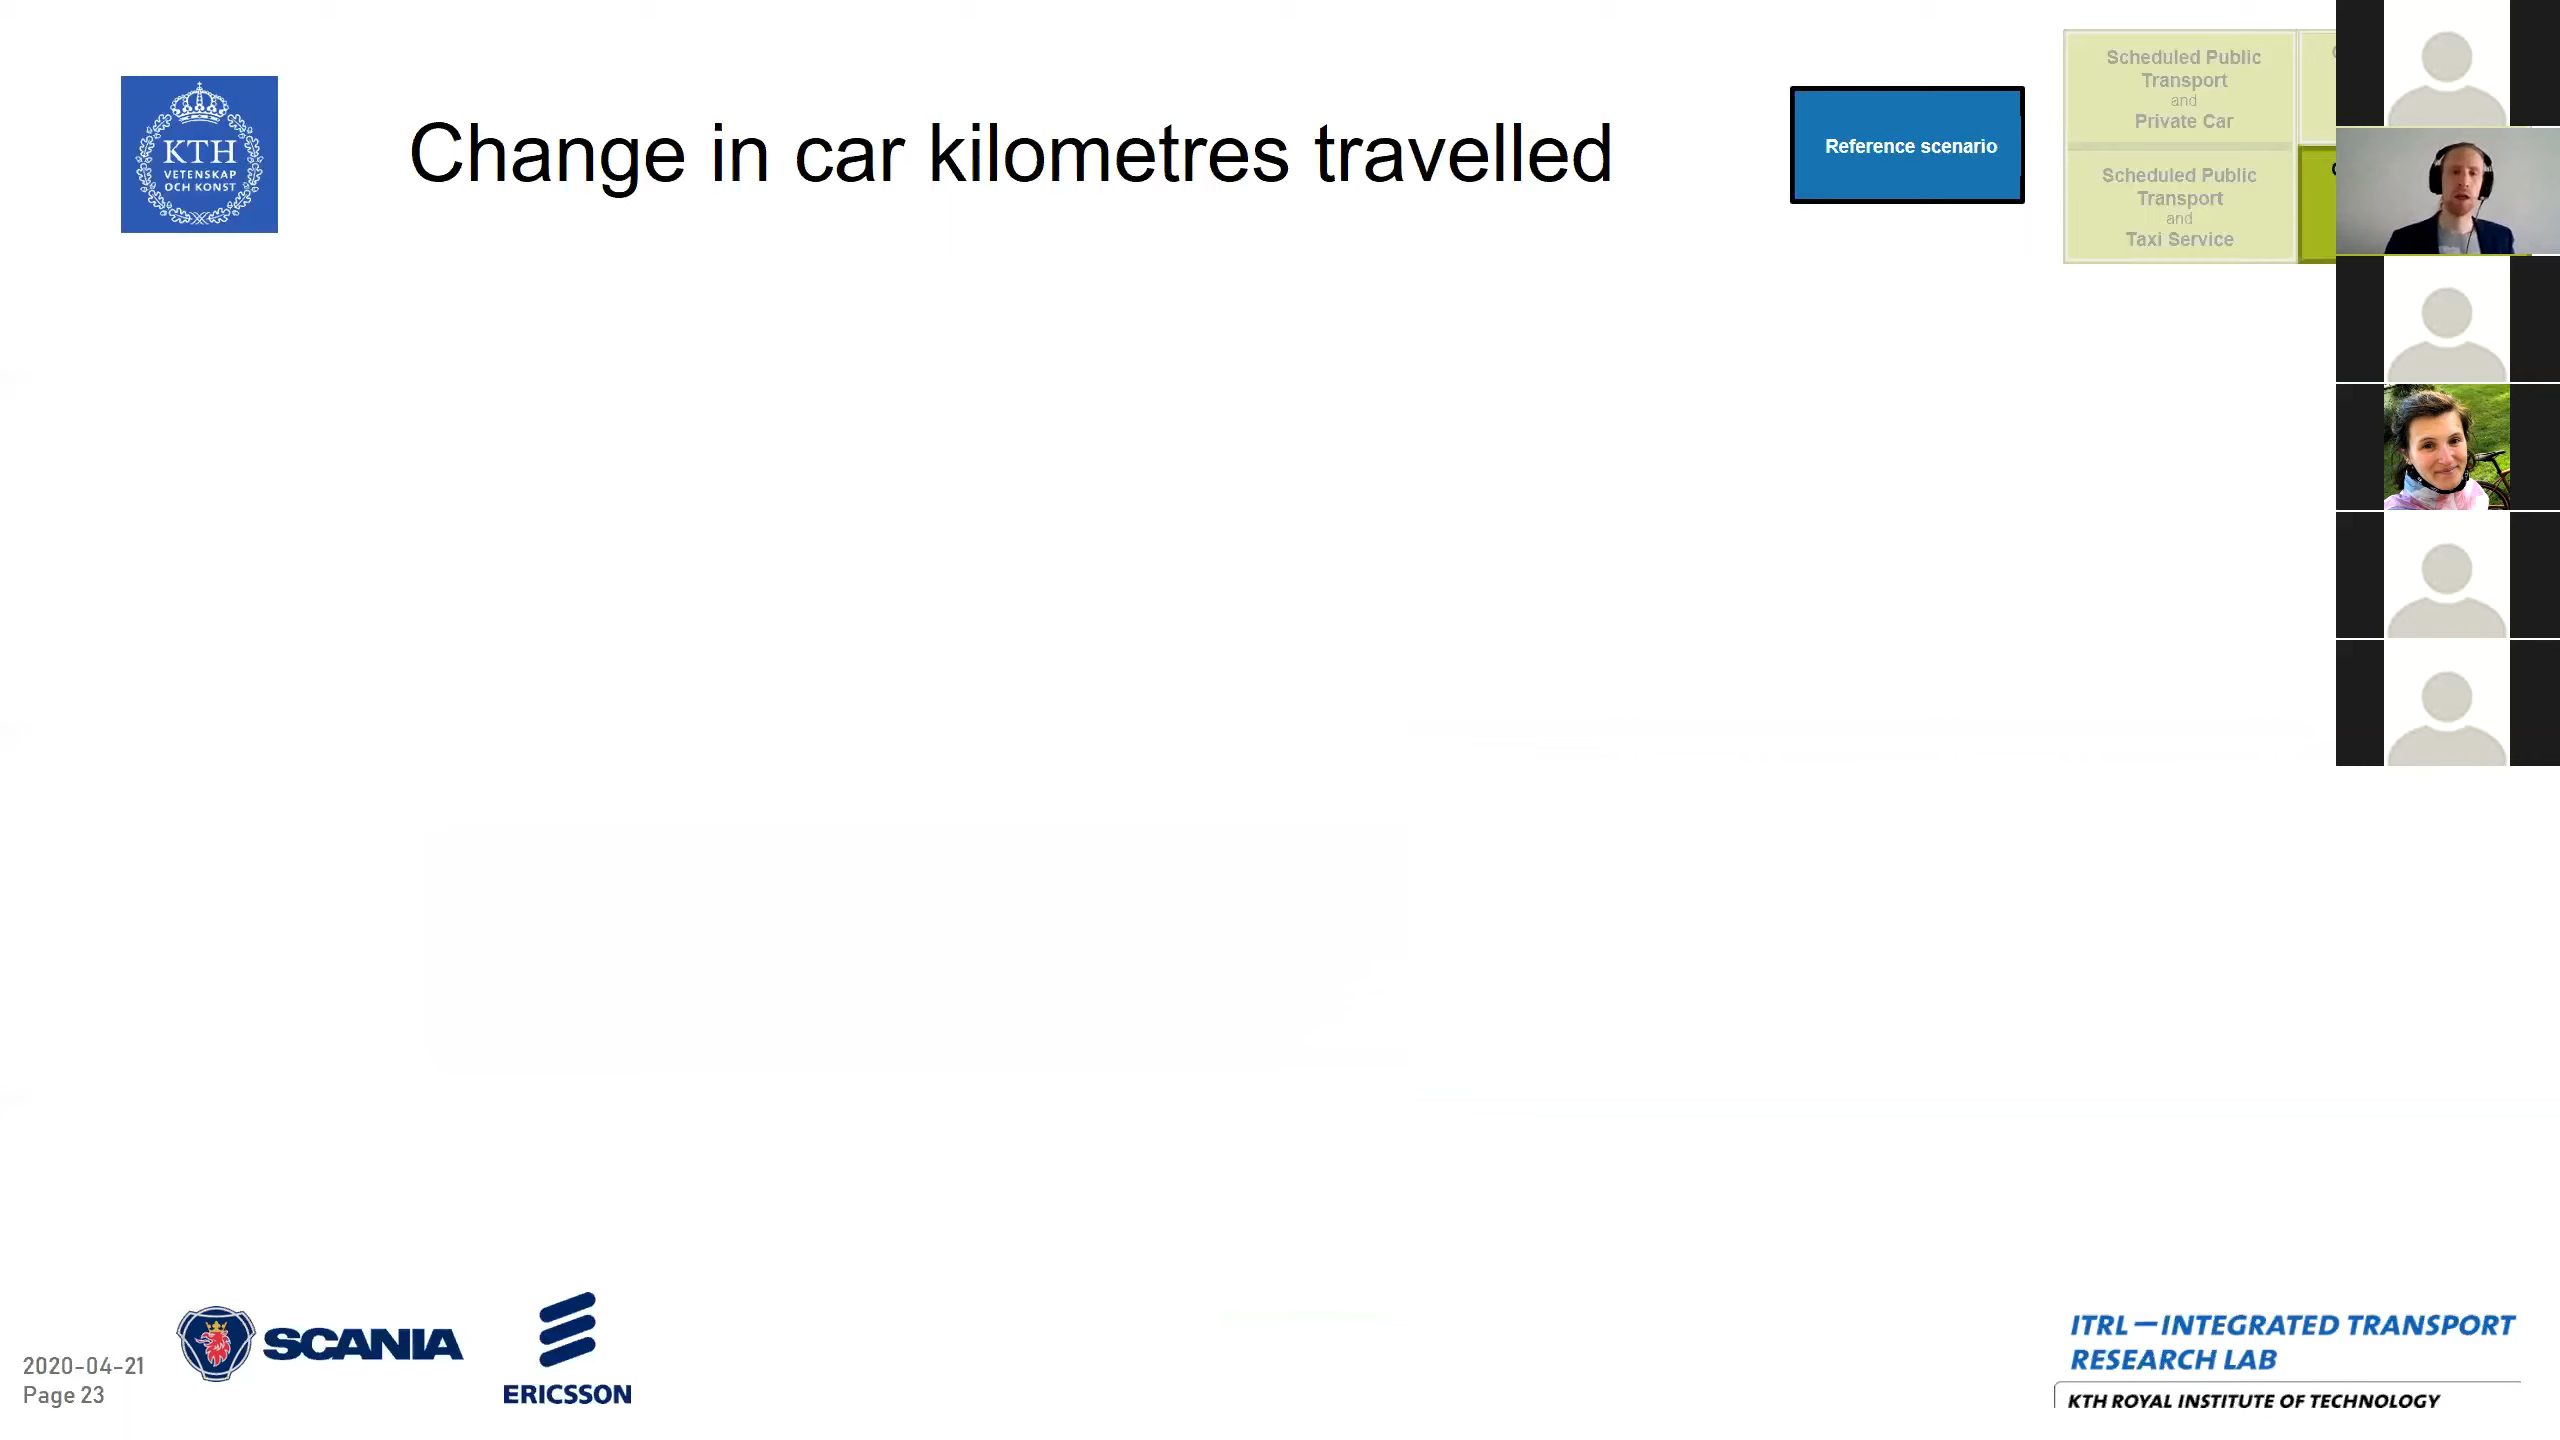 KTH
VETENSKAP
OCH KONST
Change in car kilometres travelled
Reference scenario
Scheduled Public
Transport
and
Private Car
Scheduled Public
Transport
and
Taxi Service
2020-04-21
Page 23
SCANIA
ERICSSON
ITRL – INTEGRATED TRANSPORT
RESEARCH LAB
KTH ROYAL INSTITUTE OF TECHNOLOGY